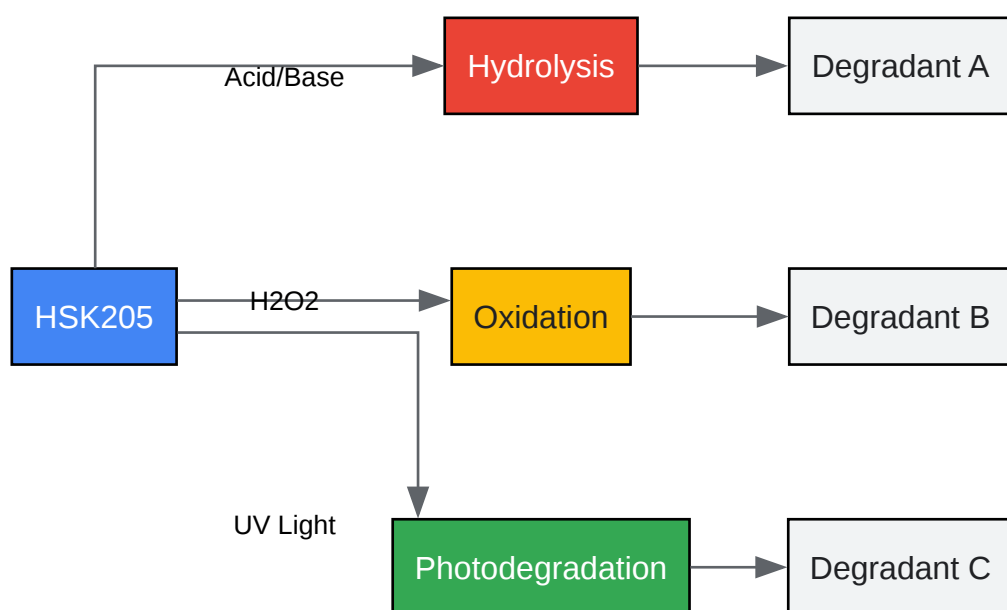 Acid/Base
Hydrolysis
Degradant A
HSK205
H2O2
Oxidation
Degradant B
UV Light
Photodegradation
Degradant C